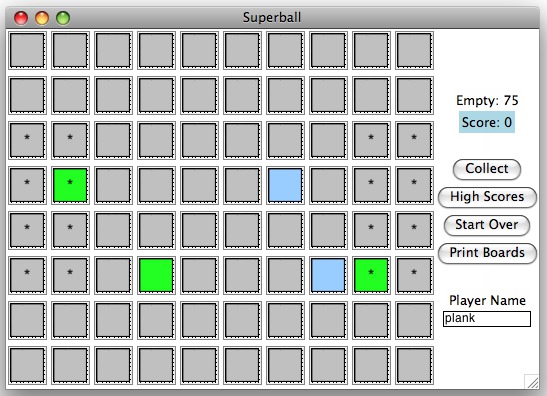 Superball
Empty: 75
Score: 0
* * * *
Collect
* * * *
High Scores
* * * *
Start Over
Print Boards
* * * *
Player Name
plank